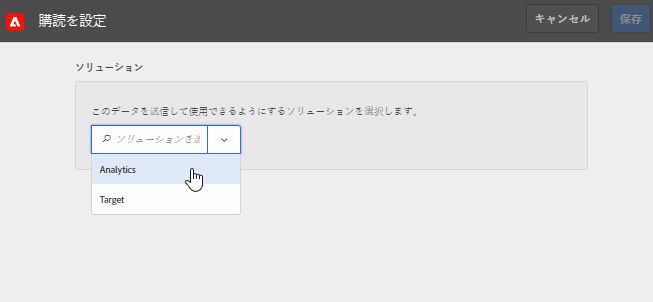 購読を設定
キャンセル
保存
ソリューション
このデータを送信して使用できるようにするソリューションを選択します。
ソリューションを
Analytics
Target